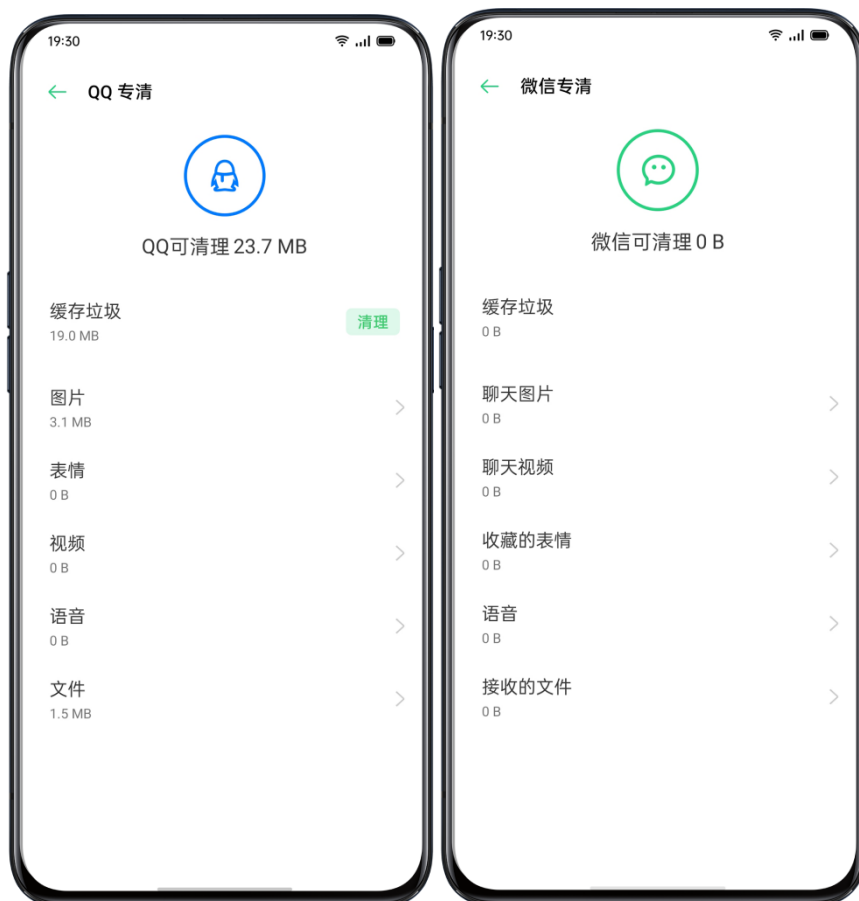 19:30
QQ 专清
QQ可清理 23.7 MB
缓存垃圾
19.0 MB
清理
图片
3.1 MB
表情
0 B
视频
0 B
语音
0 B
文件
1.5 MB
19:30
微信专清
微信可清理 0 B
缓存垃圾
0 B
聊天图片
0 B
聊天视频
0 B
收藏的表情
0 B
语音
0 B
接收的文件
0 B